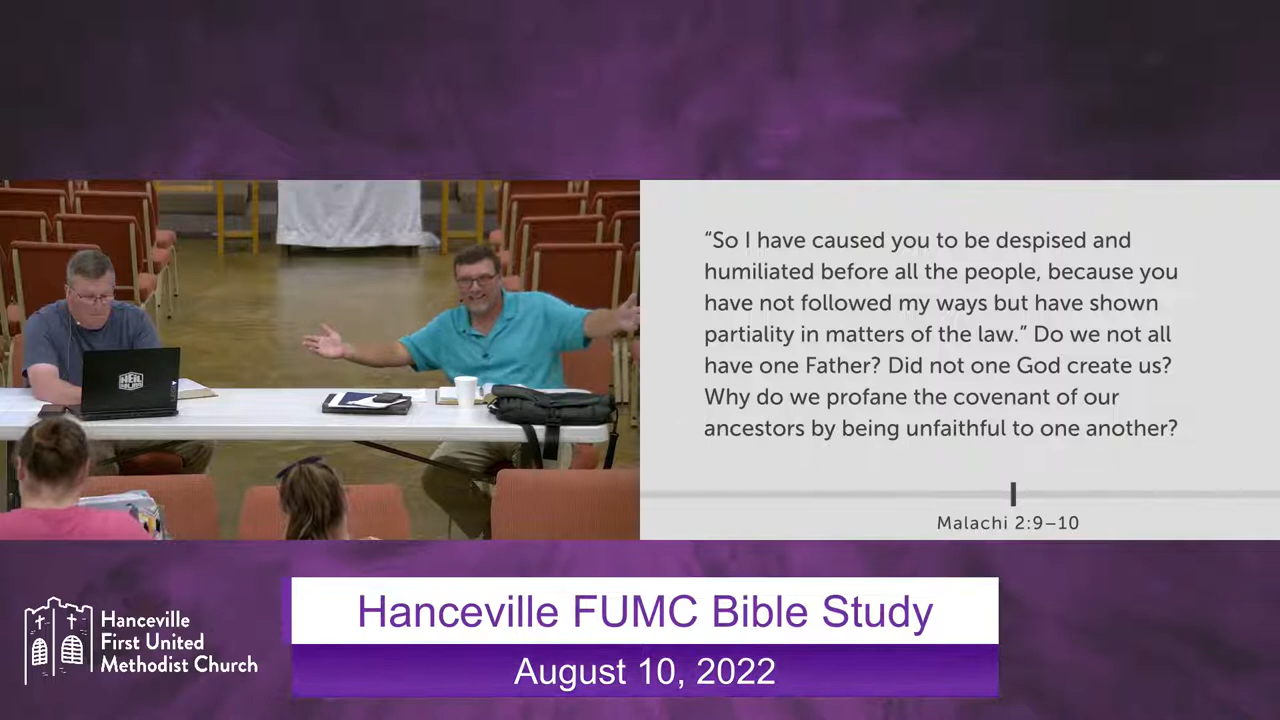 “So I have caused you to be despised and
humiliated before all the people, because you
have not followed my ways but have shown
partiality in matters of the law.” Do we not all
have one Father? Did not one God create us?
Why do we profane the covenant of our
ancestors by being unfaithful to one another?
Malachi 2:9–10
Hanceville
First United
Methodist Church
Hanceville FUMC Bible Study
August 10, 2022